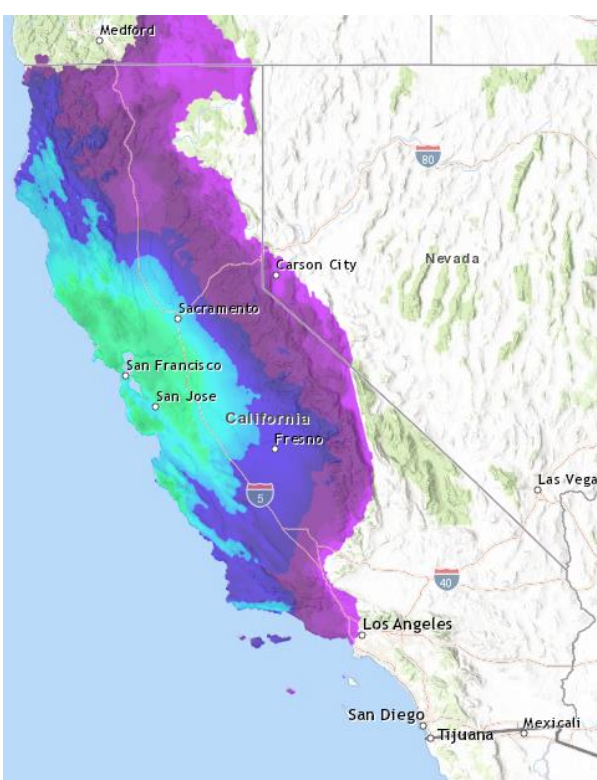 Medford
80
Carson City
Nevada
Sacramento
San Francisco
San Jose
California
Fresno
Las Vega
5
40
Los Angeles
San Diego
Mexicali
Tijuana